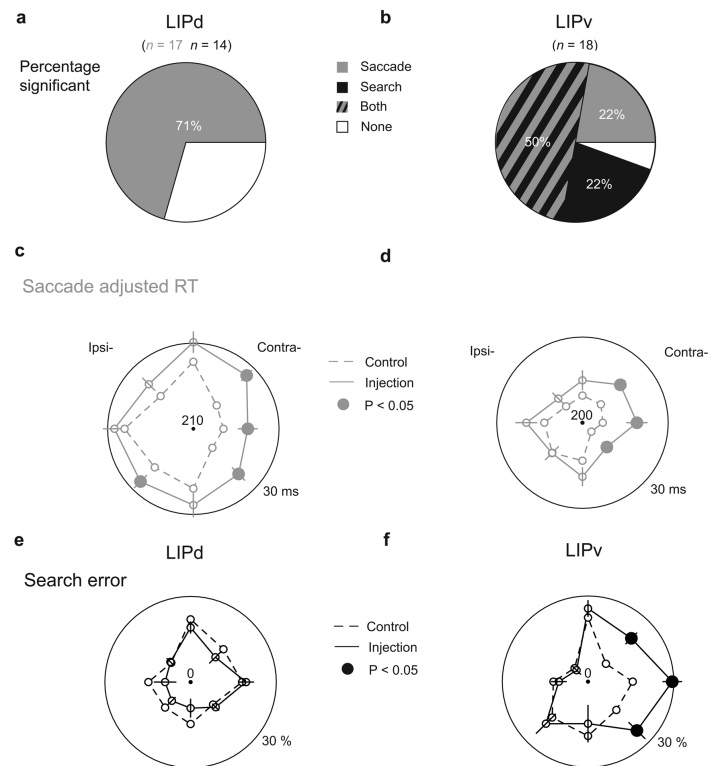 a
LIPd
(n = 17 n = 14)
b
LIPv
(n = 18)
Percentage
significant
71%
Saccade
Search
Both
None
22%
50%
22%
c
d
Saccade adjusted RT
Ipsi-
Contra-
210
30 ms
Control
Injection
P < 0.05
Ipsi-
Contra-
200
30 ms
e
LIPd
f
LIPv
Search error
0
30 %
Control
Injection
P < 0.05
0
30 %